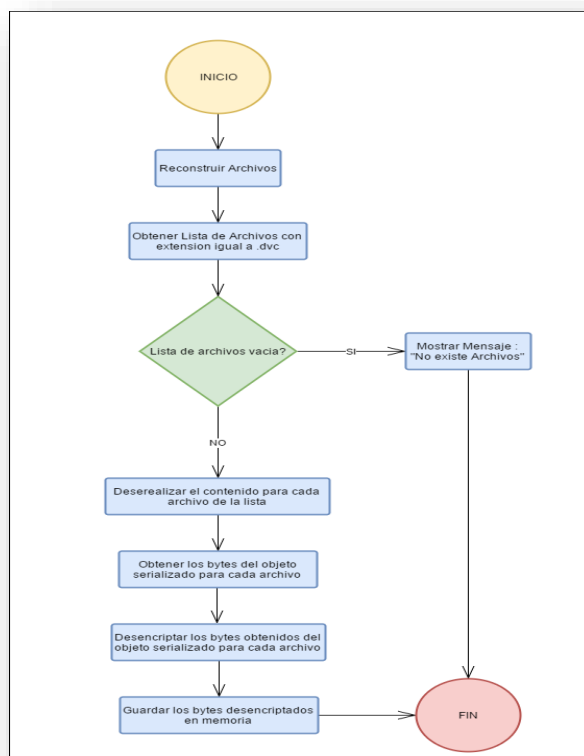 INICIO
Reconstruir Archivos
Obtener Lista de Archivos con
extension igual a .dvc
Lista de archivos vacia?
SI
Mostrar Mensaje :
"No existe Archivos"
NO
Deserealizar el contenido para cada
archivo de la lista
Obtener los bytes del objeto
serializado para cada archivo
Desencriptar los bytes obtenidos del
objeto serializado para cada archivo
Guardar los bytes desencriptados
en memoria
FIN